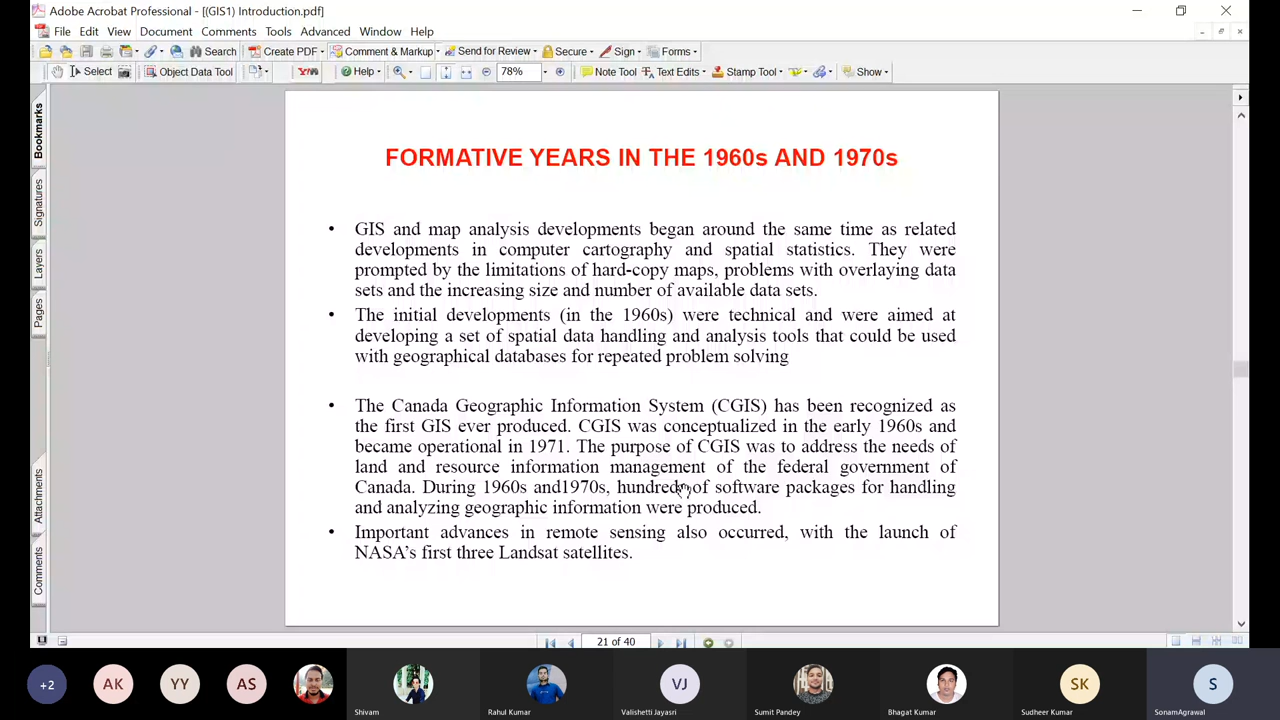 Adobe Acrobat Professional - [(GIS1) Introduction.pdf]
File Edit View Document Comments Tools Advanced Window Help
Search Create PDF Comment & Markup Send for Review Secure Sign Forms
Select Object Data Tool Y!M Help 78% Note Tool Text Edits Stamp Tool Show
Bookmarks
Signatures
Layers
Pages
Attachments
Comments
FORMATIVE YEARS IN THE 1960s AND 1970s
• GIS and map analysis developments began around the same time as related
developments in computer cartography and spatial statistics. They were
prompted by the limitations of hard-copy maps, problems with overlaying data
sets and the increasing size and number of available data sets.
• The initial developments (in the 1960s) were technical and were aimed at
developing a set of spatial data handling and analysis tools that could be used
with geographical databases for repeated problem solving
• The Canada Geographic Information System (CGIS) has been recognized as
the first GIS ever produced. CGIS was conceptualized in the early 1960s and
became operational in 1971. The purpose of CGIS was to address the needs of
land and resource information management of the federal government of
Canada. During 1960s and1970s, hundreds of software packages for handling
and analyzing geographic information were produced.
• Important advances in remote sensing also occurred, with the launch of
NASA's first three Landsat satellites.
21 of 40
+2 AK YY AS VJ SK S
Shivam Rahul Kumar Valishetti Jayasri Sumit Pandey Bhagat Kumar Sudheer Kumar SonamAgrawal